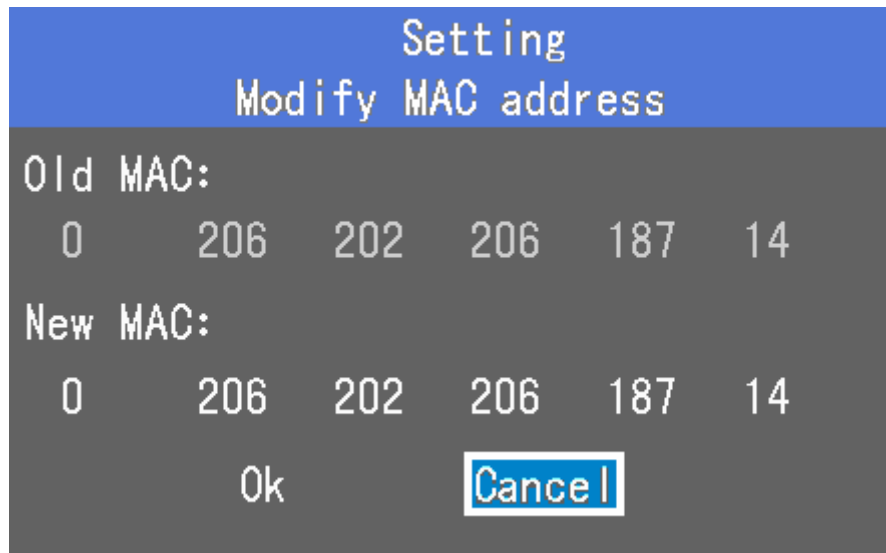 Setting
Modify MAC address
Old MAC:
0 206 202 206 187 14
New MAC:
0 206 202 206 187 14
Ok Cancel